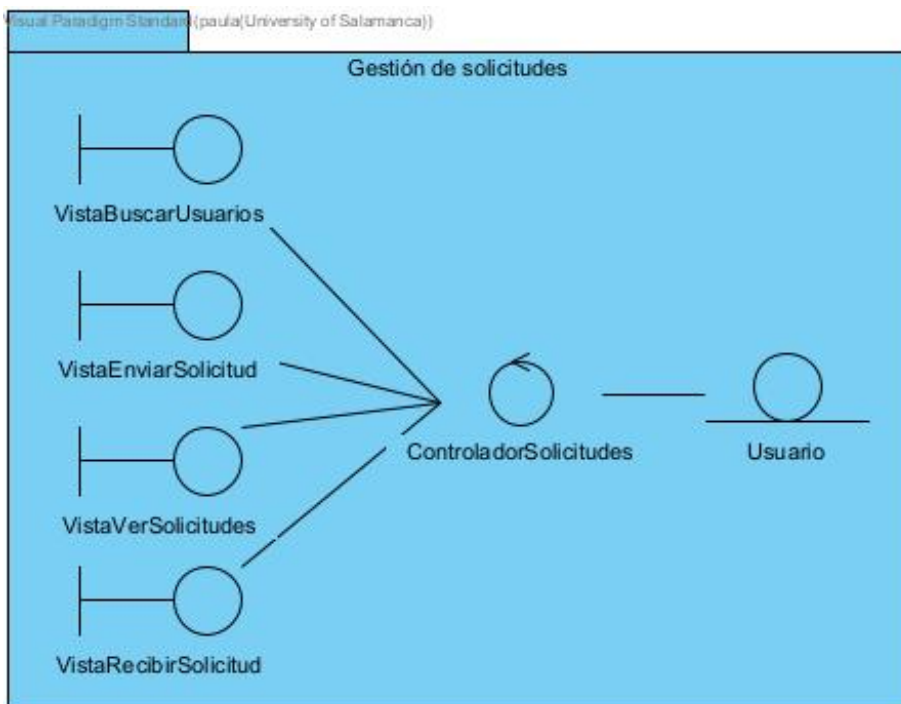 Visual Paradigm Standard(paula(University of Salamanca))
Gestión de solicitudes
VistaBuscarUsuarios
VistaEnviarSolicitud
ControladorSolicitudes
Usuario
VistaVerSolicitudes
VistaRecibirSolicitud